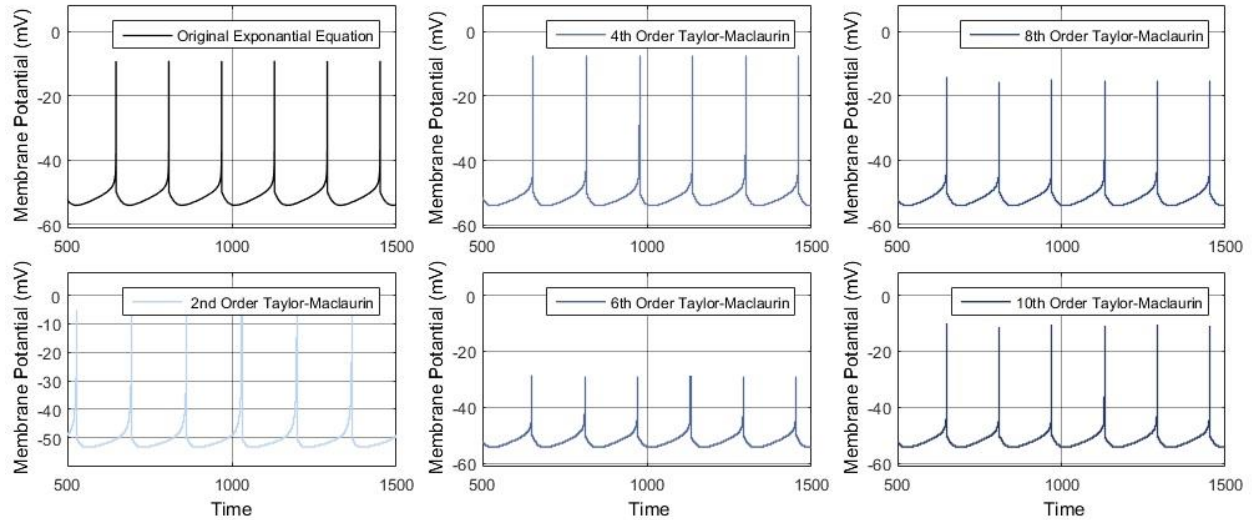 Membrane Potential (mV)
0
-20
-40
-60
500
1000
1500
Original Exponantial Equation
Membrane Potential (mV)
0
-20
-40
-60
500
1000
1500
4th Order Taylor-Maclaurin
Membrane Potential (mV)
0
-20
-40
-60
500
1000
1500
8th Order Taylor-Maclaurin
Membrane Potential (mV)
0
-10
-20
-30
-40
-50
500
1000
1500
Time
2nd Order Taylor-Maclaurin
Membrane Potential (mV)
0
-20
-40
-60
500
1000
1500
Time
6th Order Taylor-Maclaurin
Membrane Potential (mV)
0
-20
-40
-60
500
1000
1500
Time
10th Order Taylor-Maclaurin